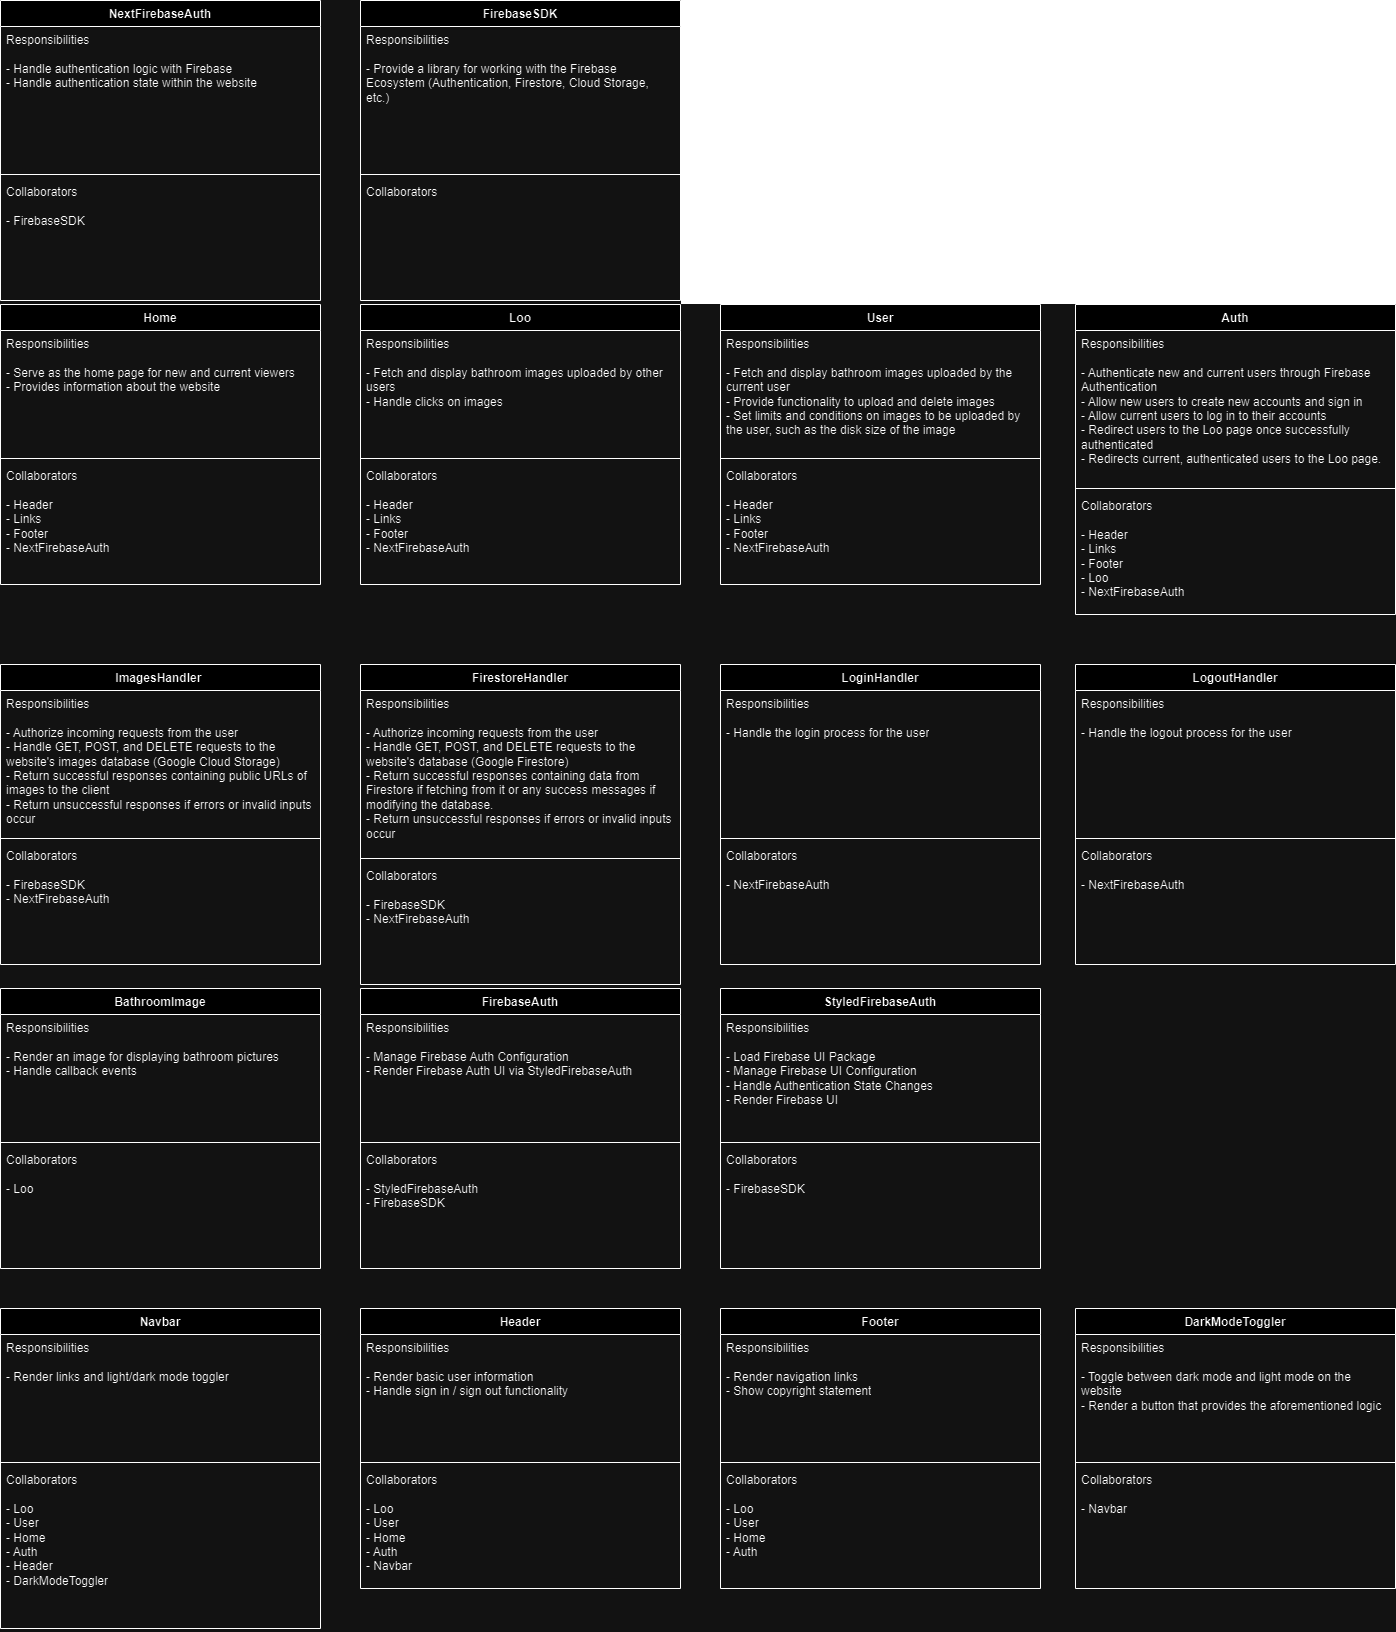 NextFirebaseAuth
Responsibilities
- Handle authentication logic with Firebase
- Handle authentication state within the website
Collaborators
- FirebaseSDK
FirebaseSDK
Responsibilities
- Provide a library for working with the Firebase
Ecosystem (Authentication, Firestore, Cloud Storage,
etc.)
Collaborators
Home
Responsibilities
- Serve as the home page for new and current viewers
- Provides information about the website
Collaborators
- Header
- Links
- Footer
- NextFirebaseAuth
Loo
Responsibilities
- Fetch and display bathroom images uploaded by other
users
- Handle clicks on images
Collaborators
- Header
- Links
- Footer
- NextFirebaseAuth
User
Responsibilities
- Fetch and display bathroom images uploaded by the
current user
- Provide functionality to upload and delete images
- Set limits and conditions on images to be uploaded by
the user, such as the disk size of the image
Collaborators
- Header
- Links
- Footer
- NextFirebaseAuth
Auth
Responsibilities
- Authenticate new and current users through Firebase
Authentication
- Allow new users to create new accounts and sign in
- Allow current users to log in to their accounts
- Redirect users to the Loo page once successfully
authenticated
- Redirects current, authenticated users to the Loo page.
Collaborators
- Header
- Links
- Footer
- Loo
- NextFirebaseAuth
ImagesHandler
Responsibilities
- Authorize incoming requests from the user
- Handle GET, POST, and DELETE requests to the
website's images database (Google Cloud Storage)
- Return successful responses containing public URLs of
images to the client
- Return unsuccessful responses if errors or invalid inputs
occur
Collaborators
- FirebaseSDK
- NextFirebaseAuth
FirestoreHandler
Responsibilities
- Authorize incoming requests from the user
- Handle GET, POST, and DELETE requests to the
website's database (Google Firestore)
- Return successful responses containing data from
Firestore if fetching from it or any success messages if
modifying the database.
- Return unsuccessful responses if errors or invalid inputs
occur
Collaborators
- FirebaseSDK
- NextFirebaseAuth
LoginHandler
Responsibilities
- Handle the login process for the user
Collaborators
- NextFirebaseAuth
LogoutHandler
Responsibilities
- Handle the logout process for the user
Collaborators
- NextFirebaseAuth
BathroomImage
Responsibilities
- Render an image for displaying bathroom pictures
- Handle callback events
Collaborators
- Loo
FirebaseAuth
Responsibilities
- Manage Firebase Auth Configuration
- Render Firebase Auth UI via StyledFirebaseAuth
Collaborators
- StyledFirebaseAuth
- FirebaseSDK
StyledFirebaseAuth
Responsibilities
- Load Firebase UI Package
- Manage Firebase UI Configuration
- Handle Authentication State Changes
- Render Firebase UI
Collaborators
- FirebaseSDK
Navbar
Responsibilities
- Render links and light/dark mode toggler
Collaborators
- Loo
- User
- Home
- Auth
- Header
- DarkModeToggler
Header
Responsibilities
- Render basic user information
- Handle sign in / sign out functionality
Collaborators
- Loo
- User
- Home
- Auth
- Navbar
Footer
Responsibilities
- Render navigation links
- Show copyright statement
Collaborators
- Loo
- User
- Home
- Auth
DarkModeToggler
Responsibilities
- Toggle between dark mode and light mode on the
website
- Render a button that provides the aforementioned logic
Collaborators
- Navbar